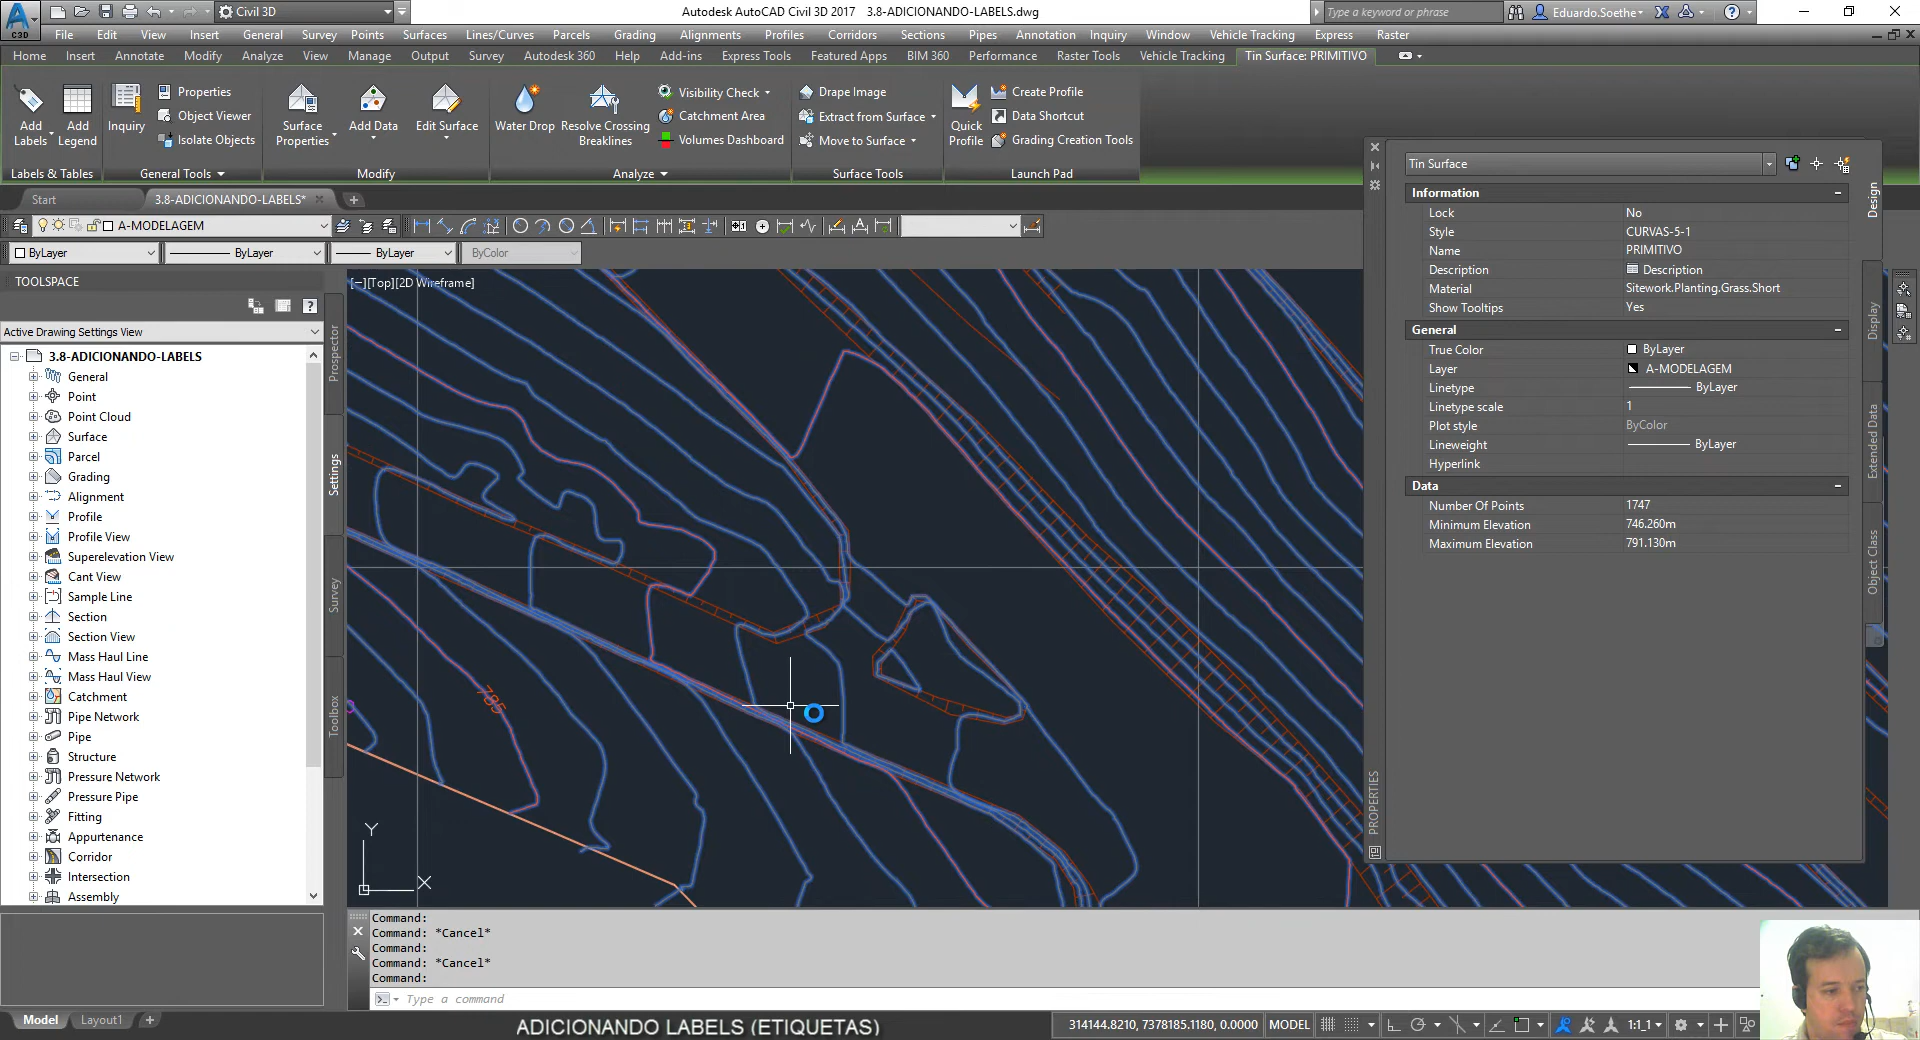 Civil 3D
Autodesk AutoCAD Civil 3D 2017 3.8-ADICIONANDO-LABELS.dwg
Type a keyword or phrase
Eduardo.Soethe
C3D
File Edit View Insert General Survey Points Surfaces Lines/Curves Parcels Grading Alignments Profiles Corridors Sections Pipes Annotation Inquiry Window Vehicle Tracking Express Raster
Home Insert Annotate Modify Analyze View Manage Output Survey Autodesk 360 Help Add-ins Express Tools Featured Apps BIM 360 Performance Raster Tools Vehicle Tracking Tin Surface: PRIMITIVO
Add Labels
Add Legend
Labels & Tables
Inquiry
Properties
Object Viewer
Isolate Objects
General Tools
Surface Properties
Add Data
Edit Surface
Modify
Water Drop
Resolve Crossing Breaklines
Visibility Check
Catchment Area
Volumes Dashboard
Analyze
Drape Image
Extract from Surface
Move to Surface
Surface Tools
Quick Profile
Create Profile
Data Shortcut
Grading Creation Tools
Launch Pad
Start
3.8-ADICIONANDO-LABELS*
A-MODELAGEM
ByLayer
ByLayer
ByLayer
ByColor
TOOLSPACE
Active Drawing Settings View
3.8-ADICIONANDO-LABELS
General
Point
Point Cloud
Surface
Parcel
Grading
Alignment
Profile
Profile View
Superelevation View
Cant View
Sample Line
Section
Section View
Mass Haul Line
Mass Haul View
Catchment
Pipe Network
Pipe
Structure
Pressure Network
Pressure Pipe
Fitting
Appurtenance
Corridor
Intersection
Assembly
Prospector
Settings
Survey
Toolbox
[−][Top][2D Wireframe]
785
Y
X
Tin Surface
Information
Lock No
Style CURVAS-5-1
Name PRIMITIVO
Description Description
Material Sitework.Planting.Grass.Short
Show Tooltips Yes
General
True Color ByLayer
Layer A-MODELAGEM
Linetype ByLayer
Linetype scale 1
Plot style ByColor
Lineweight ByLayer
Hyperlink
Data
Number Of Points 1747
Minimum Elevation 746.260m
Maximum Elevation 791.130m
Design
Display
Extended Data
Object Class
PROPERTIES
Command:
Command: *Cancel*
Command:
Command: *Cancel*
Command:
Type a command
Model Layout1
ADICIONANDO LABELS (ETIQUETAS)
314144.8210, 7378185.1180, 0.0000 MODEL
1:1_1